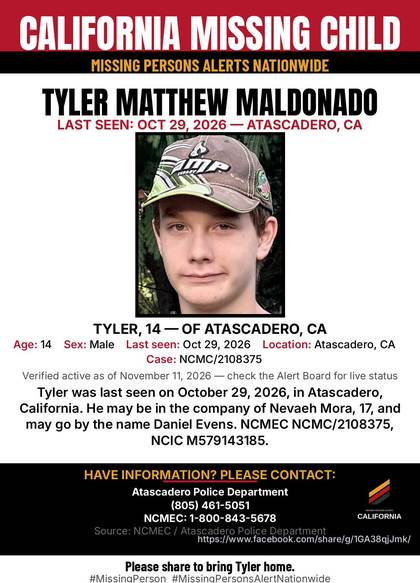 CALIFORNIA MISSING CHILD
MISSING PERSONS ALERTS NATIONWIDE
TYLER MATTHEW MALDONADO
LAST SEEN: OCT 29, 2026 — ATASCADERO, CA
AMP
TYLER, 14 — OF ATASCADERO, CA
Age: 14 Sex: Male Last seen: Oct 29, 2026 Location: Atascadero, CA
Case: NCMC/2108375
Verified active as of November 11, 2026 — check the Alert Board for live status
Tyler was last seen on October 29, 2026, in Atascadero,
California. He may be in the company of Nevaeh Mora, 17, and
may go by the name Daniel Evens. NCMEC NCMC/2108375,
NCIC M579143185.
HAVE INFORMATION? PLEASE CONTACT:
Atascadero Police Department
(805) 461-5051
NCMEC: 1-800-843-5678
Source: NCMEC / Atascadero Police Department
https://www.facebook.com/share/g/1GA38qjJmk/
CALIFORNIA
Please share to bring Tyler home.
#MissingPerson #MissingPersonsAlertNationwide